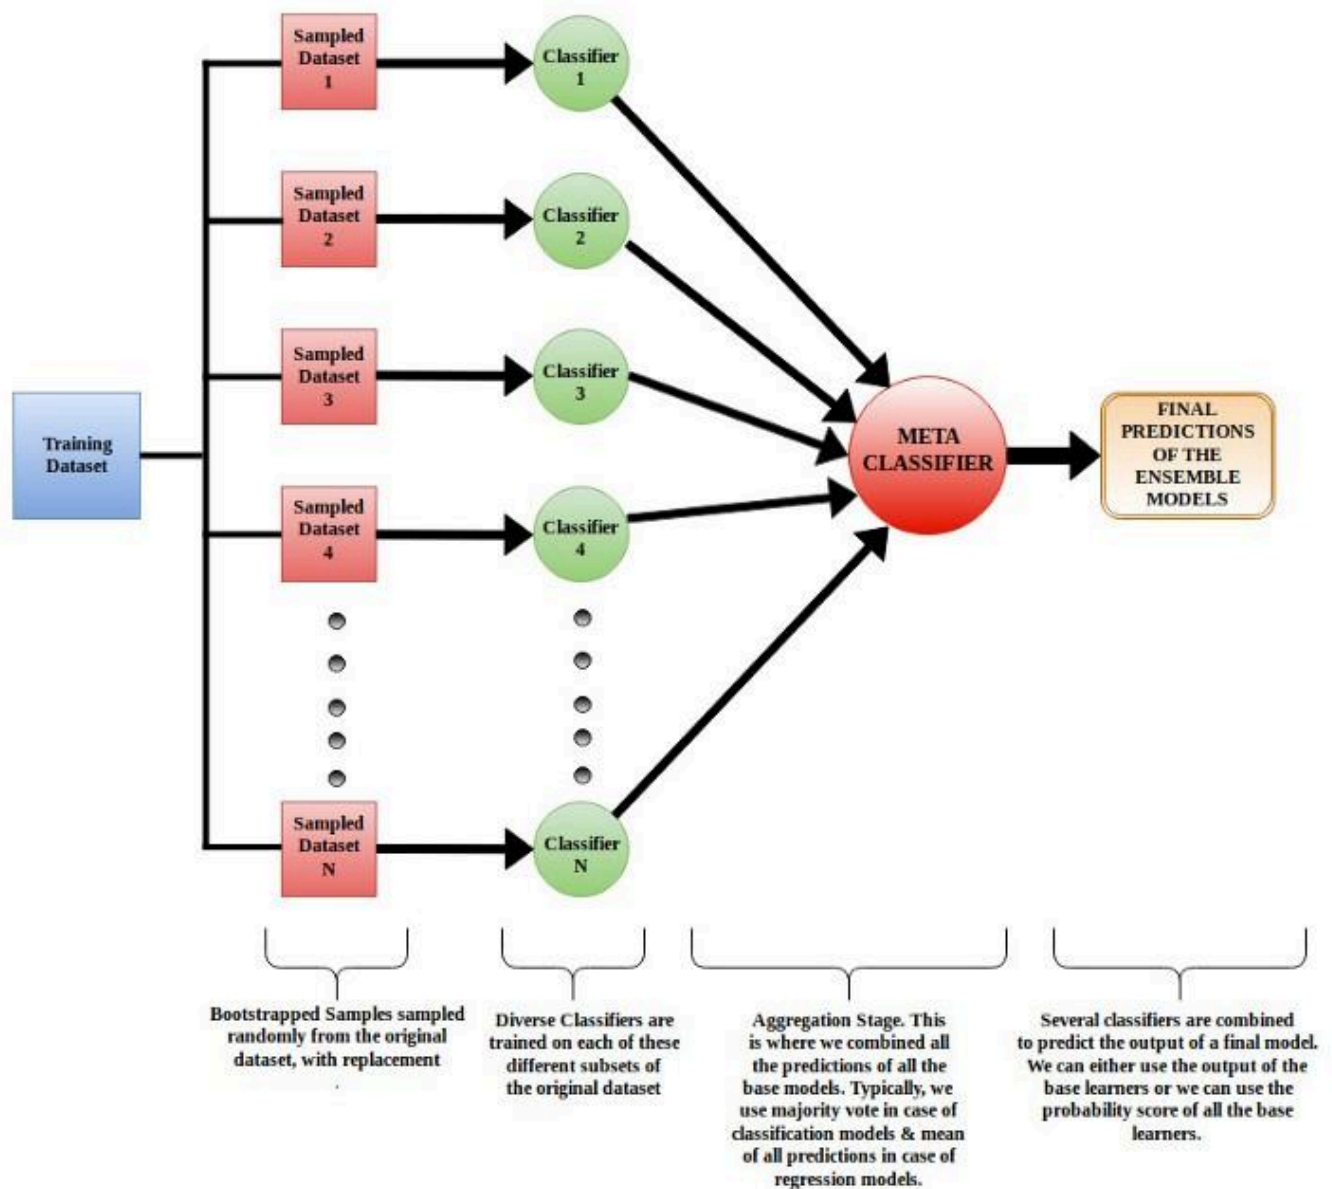 Sampled
Dataset
1
Classifier
1
Sampled
Dataset
2
Classifier
2
Sampled
Dataset
3
Classifier
3
Training
Dataset
META
CLASSIFIER
FINAL
PREDICTIONS
OF THE
ENSEMBLE
MODELS
Sampled
Dataset
4
Classifier
4
Sampled
Dataset
N
Classifier
N
Bootstrapped Samples sampled
randomly from the original
dataset, with replacement
.
Diverse Classifiers are
trained on each of these
different subsets of
the original dataset
Aggregation Stage. This
is where we combined all
the predictions of all the
base models. Typically, we
use majority vote in case of
classification models & mean
of all predictions in case of
regression models.
Several classifiers are combined
to predict the output of a final model.
We can either use the output of the
base learners or we can use the
probability score of all the base
learners.